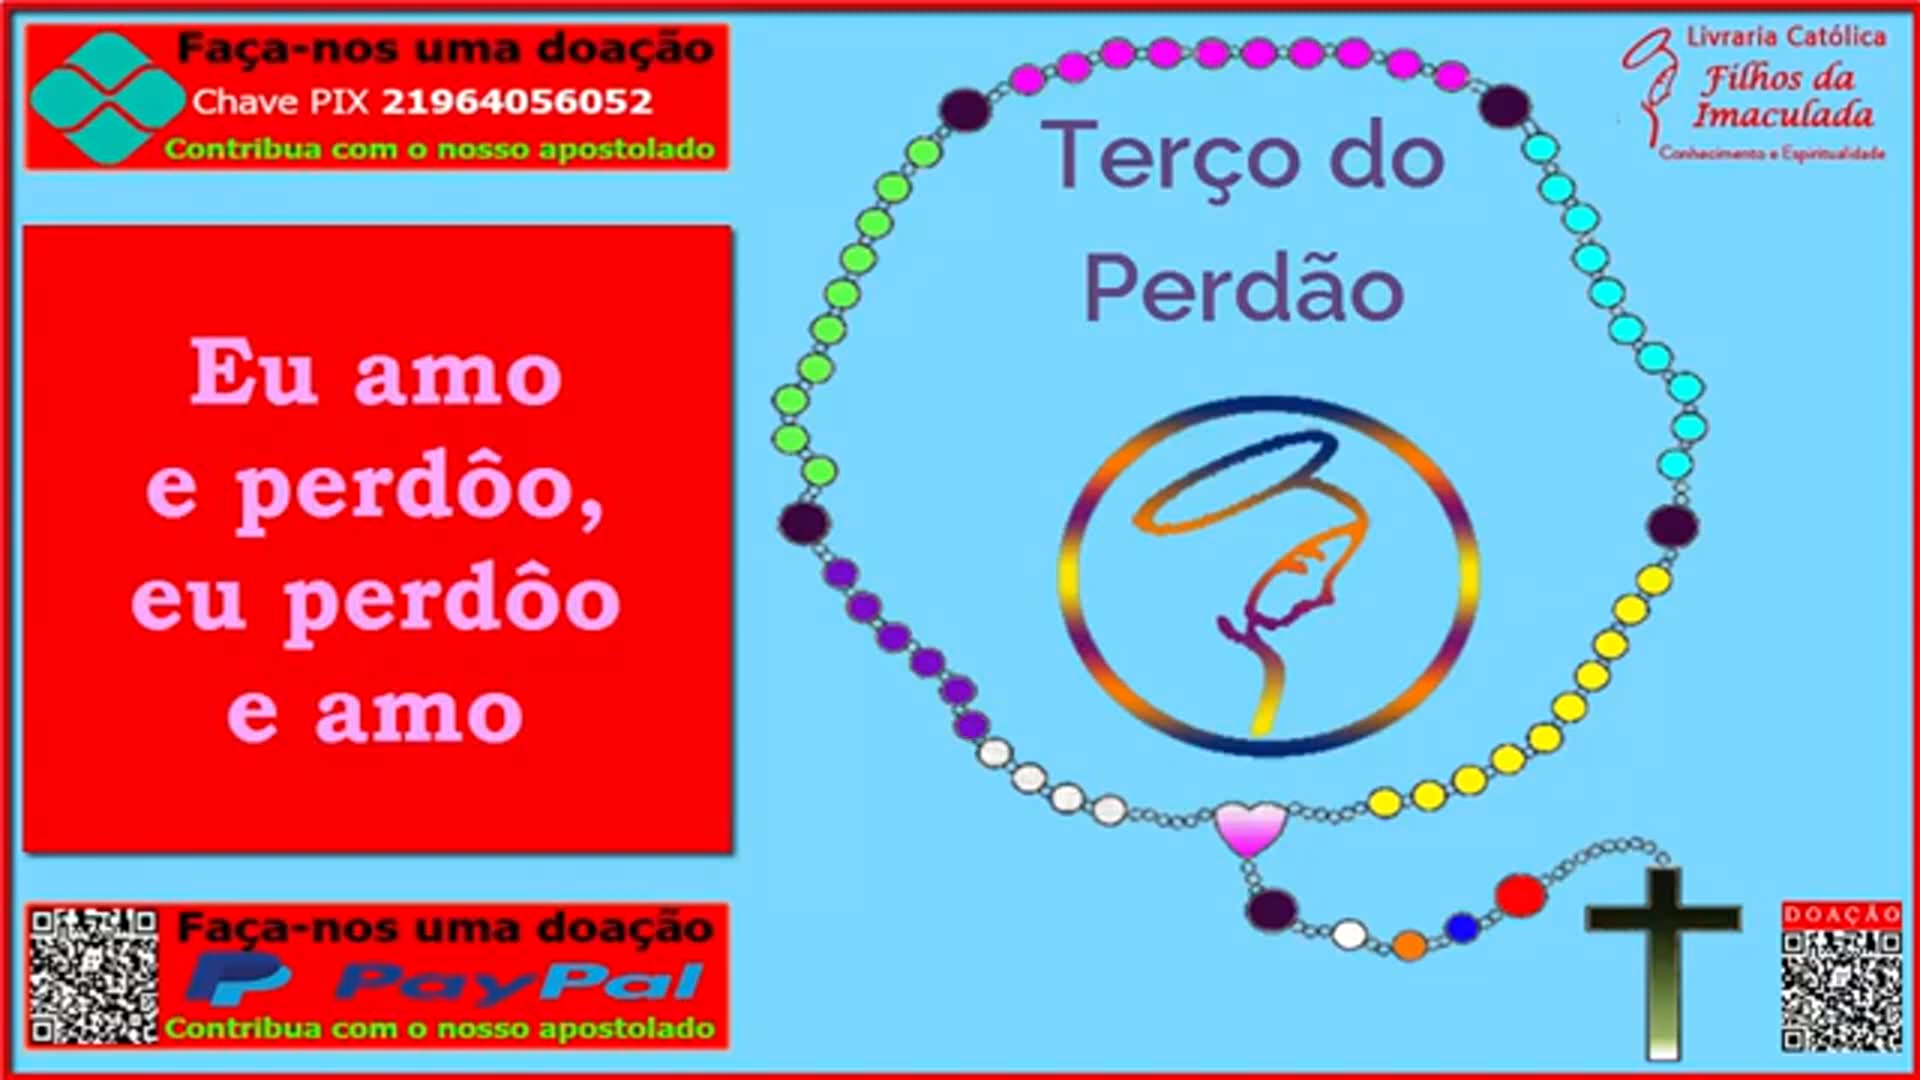 Faça-nos uma doação
Chave PIX 21964056052
Contribua com o nosso apostolado
Eu amo
e perdôo,
eu perdôo
e amo
Faça-nos uma doação
PayPal
Contribua com o nosso apostolado
Terço do
Perdão
Livraria Católica
Filhos da
Imaculada
Conhecimento e Espiritualidade
DOAÇÃO